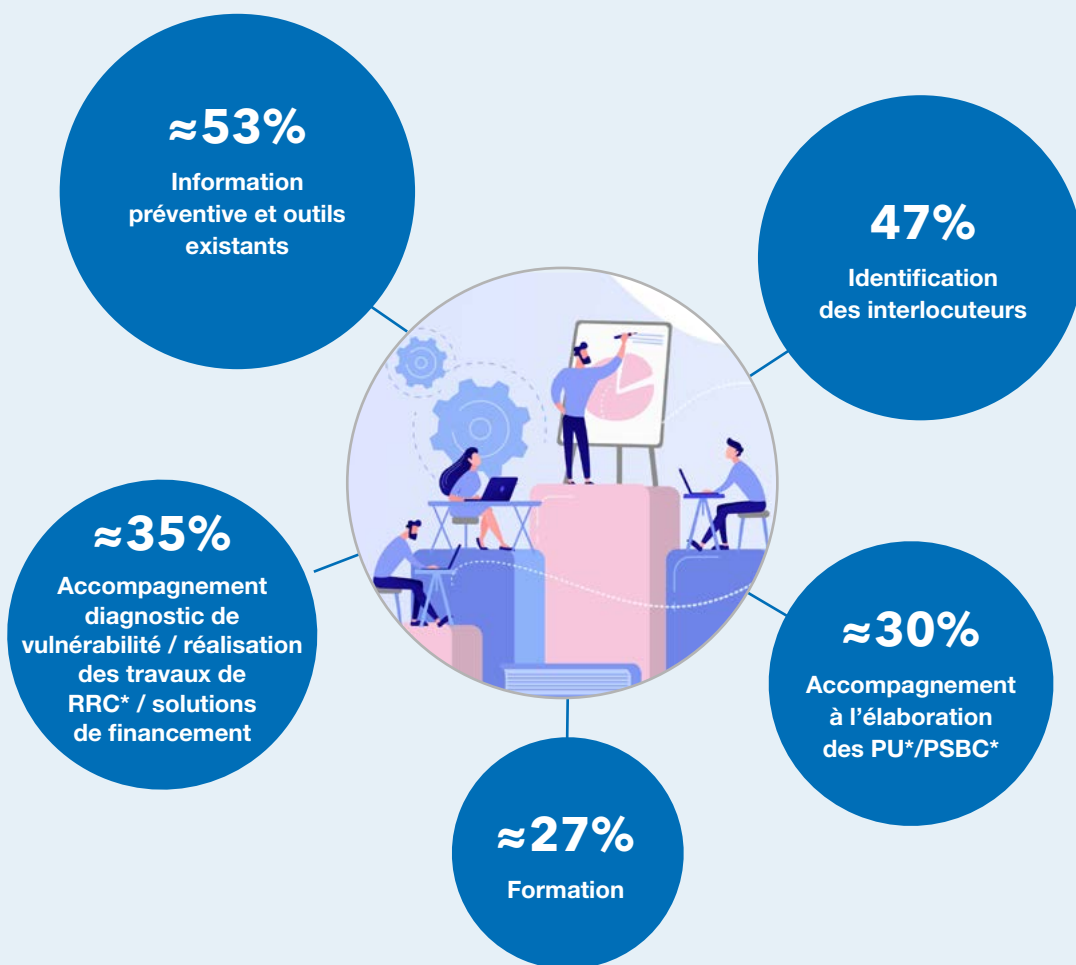 ≈53%
Information
préventive et outils
existants
47%
Identification
des interlocuteurs
≈35%
Accompagnement
diagnostic de
vulnérabilité / réalisation
des travaux de
RRC* / solutions
de financement
≈30%
Accompagnement
à l’élaboration
des PU*/PSBC*
≈27%
Formation